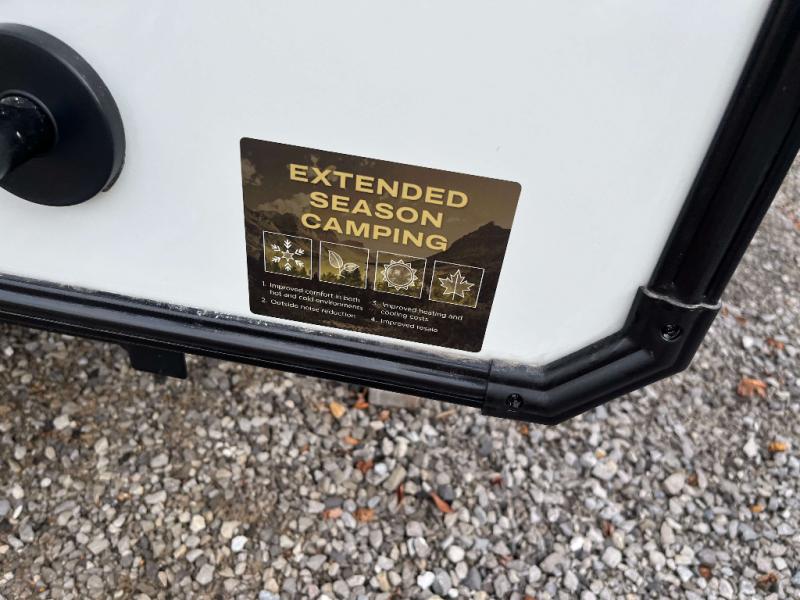 EXTENDED
SEASON
CAMPING
1. Improved comfort in both
hot and cold environments
2. Outside noise reduction
3. Improved heating and
cooling costs
4. Improved resale